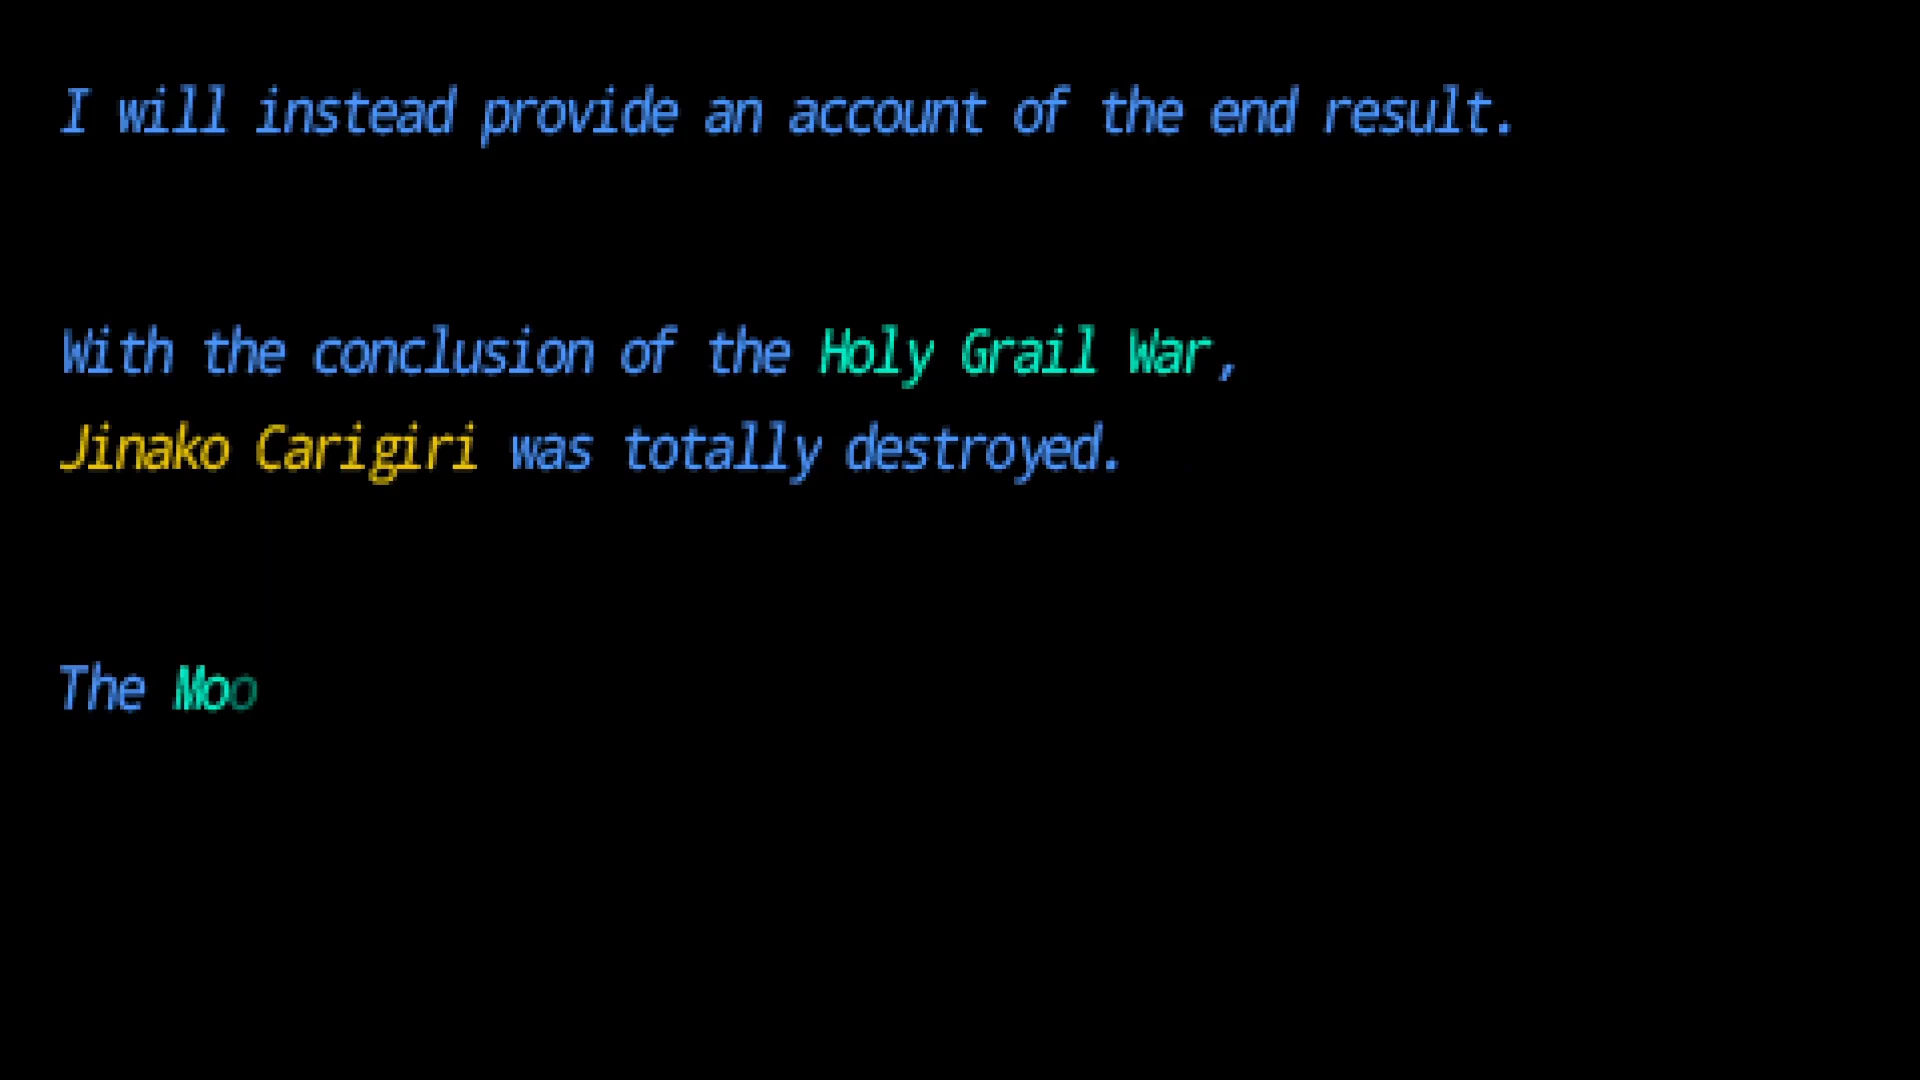 I will instead provide an account of the end result.
With the conclusion of the Holy Grail War,
Jinako Carigiri was totally destroyed.
The Moo